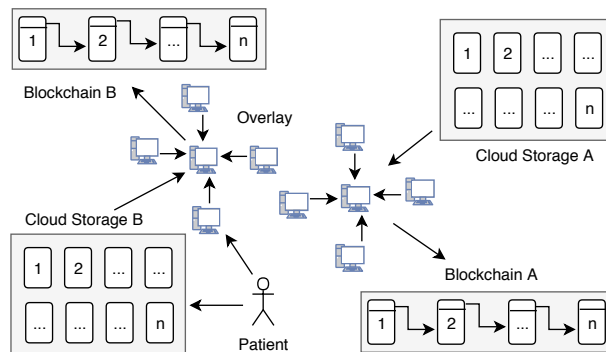 1 2 ... n
Blockchain B
Overlay
1 2 ... ...
... ... ... n
Cloud Storage A
Cloud Storage B
1 2 ... ...
... ... ... n
Patient
Blockchain A
1 2 ... n